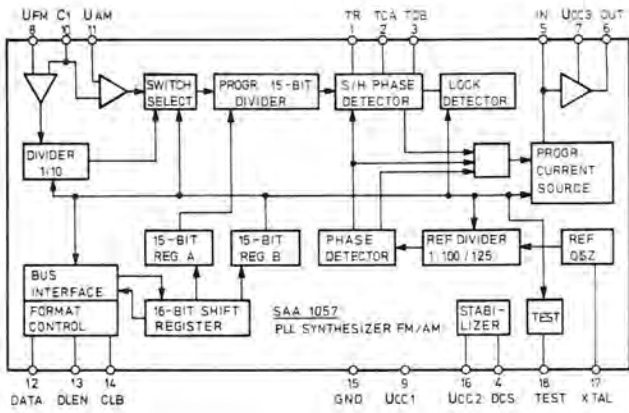 UFM C1 UAM TR TCA TCB IN UCC3 OUT
8 10 11 1 2 3 5 7 6
SWITCH
SELECT
PROGR. 15-BIT
DIVIDER
S/H PHASE
DETECTOR
LOCK
DETECTOR
DIVIDER
1/10
PROGR.
CURRENT
SOURCE
15-BIT
REG. A
15-BIT
REG. B
PHASE
DETECTOR
REF DIVIDER
1:100/125
REF
OSZ
BUS
INTERFACE
FORMAT
CONTROL
16-BIT SHIFT
REGISTER
SAA 1057
PLL SYNTHESIZER FM/AM
STABI-
LIZER
TEST
12 13 14 15 9 16 4 18 17
DATA DLEN CLB GND UCC1 UCC2 DCS TEST XTAL